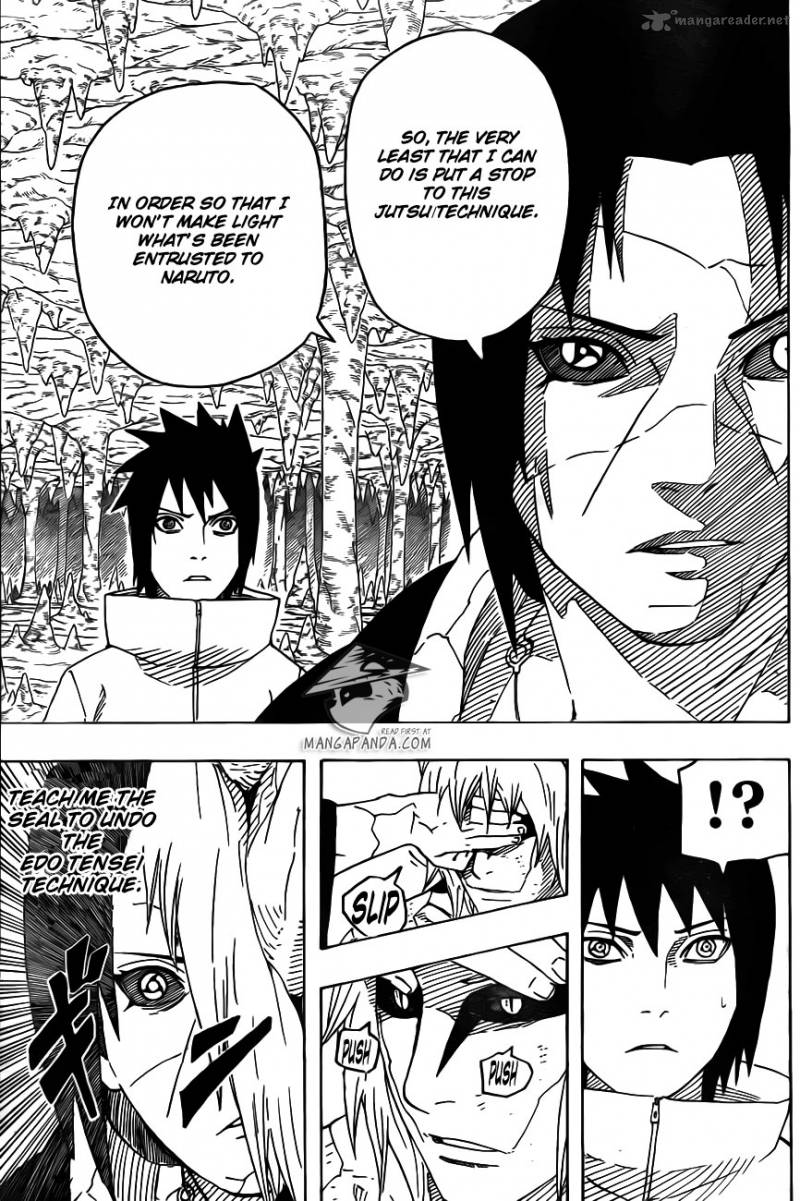 mangareader.net
SO, THE VERY
LEAST THAT I CAN
DO IS PUT A STOP
TO THIS
JUTSU/TECHNIQUE.
IN ORDER SO THAT I
WON'T MAKE LIGHT
WHAT'S BEEN
ENTRUSTED TO
NARUTO.
READ FIRST AT
MANGAPANDA.COM
!?
SLIP
PUSH
PUSH
TEACH ME THE
SEAL TO UNDO
THE
EDO TENSEI
TECHNIQUE.
ギン